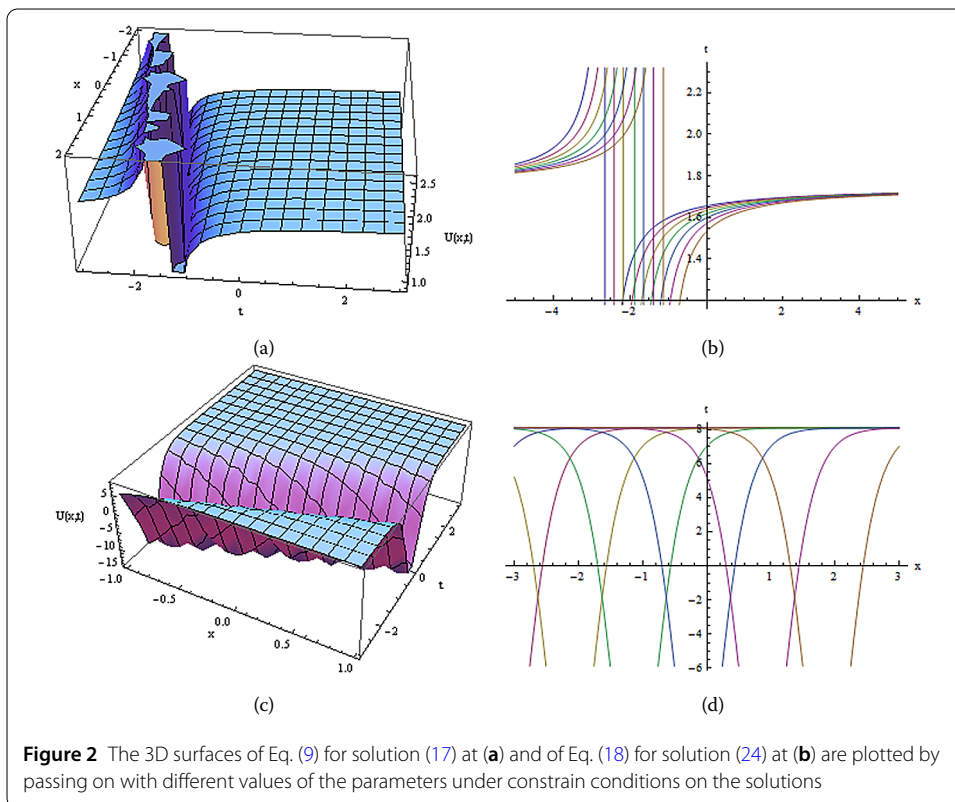 -2
-1
x
0
1
2
-2
0
2
t
2.5
2.0
U(x,t)
1.5
1.0
(a)
t
2.2
2.0
1.8
1.6
1.4
-4
-2
2
4
x
(b)
5
0
U(x,t)
-5
-10
-15
-1.0
-0.5
0.0
x
0.5
1.0
-2
0
t
2
(c)
t
8
6
4
2
-3
-2
-1
1
2
3
x
-2
-4
-6
(d)
Figure 2 The 3D surfaces of Eq. (9) for solution (17) at (a) and of Eq. (18) for solution (24) at (b) are plotted by
passing on with different values of the parameters under constrain conditions on the solutions